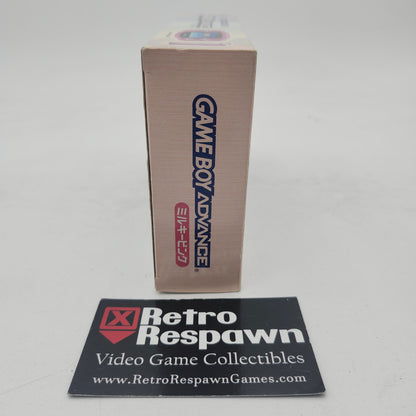 GAME BOY ADVANCE
ミルキーピンク
Retro
Respawn
Video Game Collectibles
www.RetroRespawnGames.com